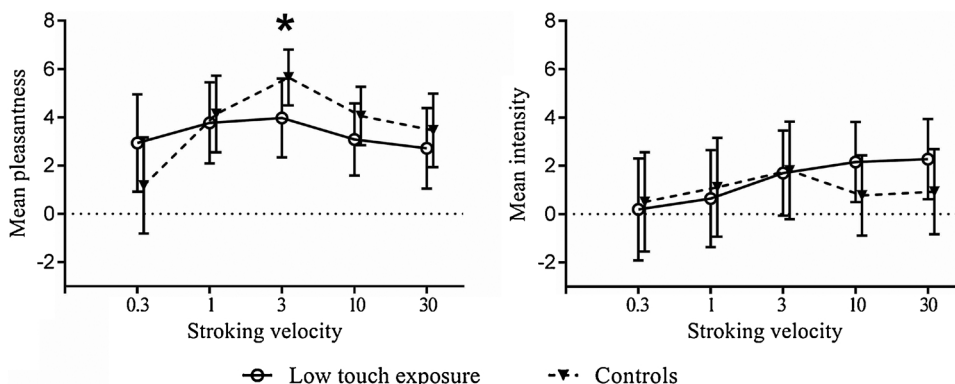 *
8
6
4
2
0
-2
Mean pleasantness
0.3 1 3 10 30
Stroking velocity
8
6
4
2
0
-2
Mean intensity
0.3 1 3 10 30
Stroking velocity
Low touch exposure
Controls